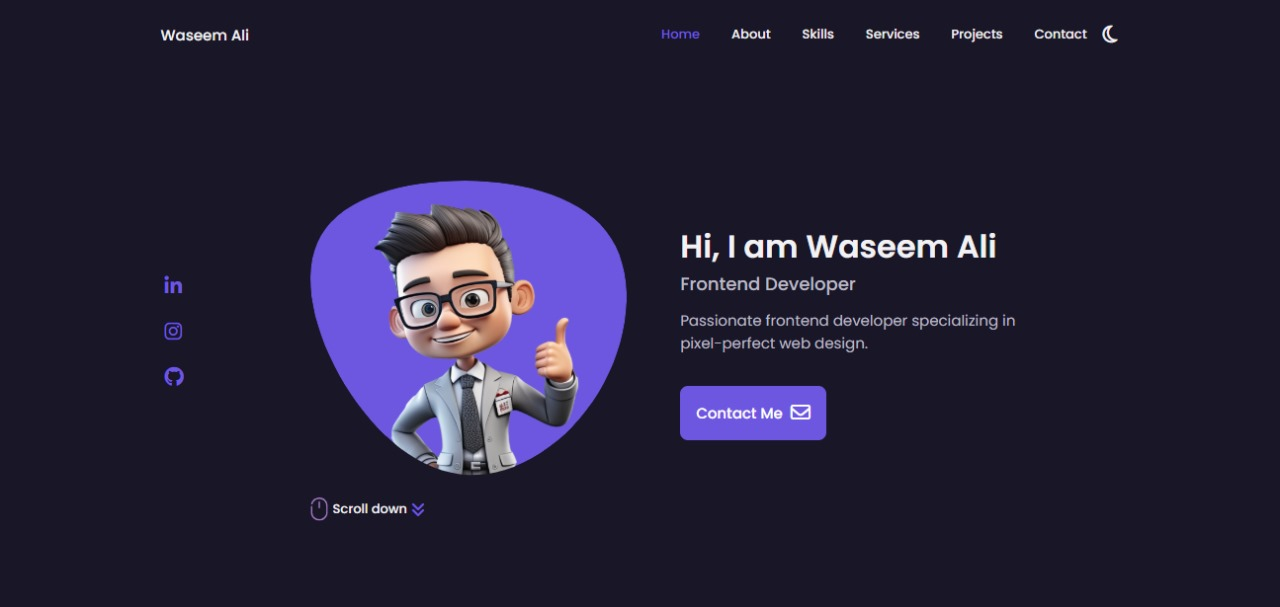 Waseem Ali
Home About Skills Services Projects Contact
Hi, I am Waseem Ali
Frontend Developer
Passionate frontend developer specializing in
pixel-perfect web design.
Contact Me
Scroll down